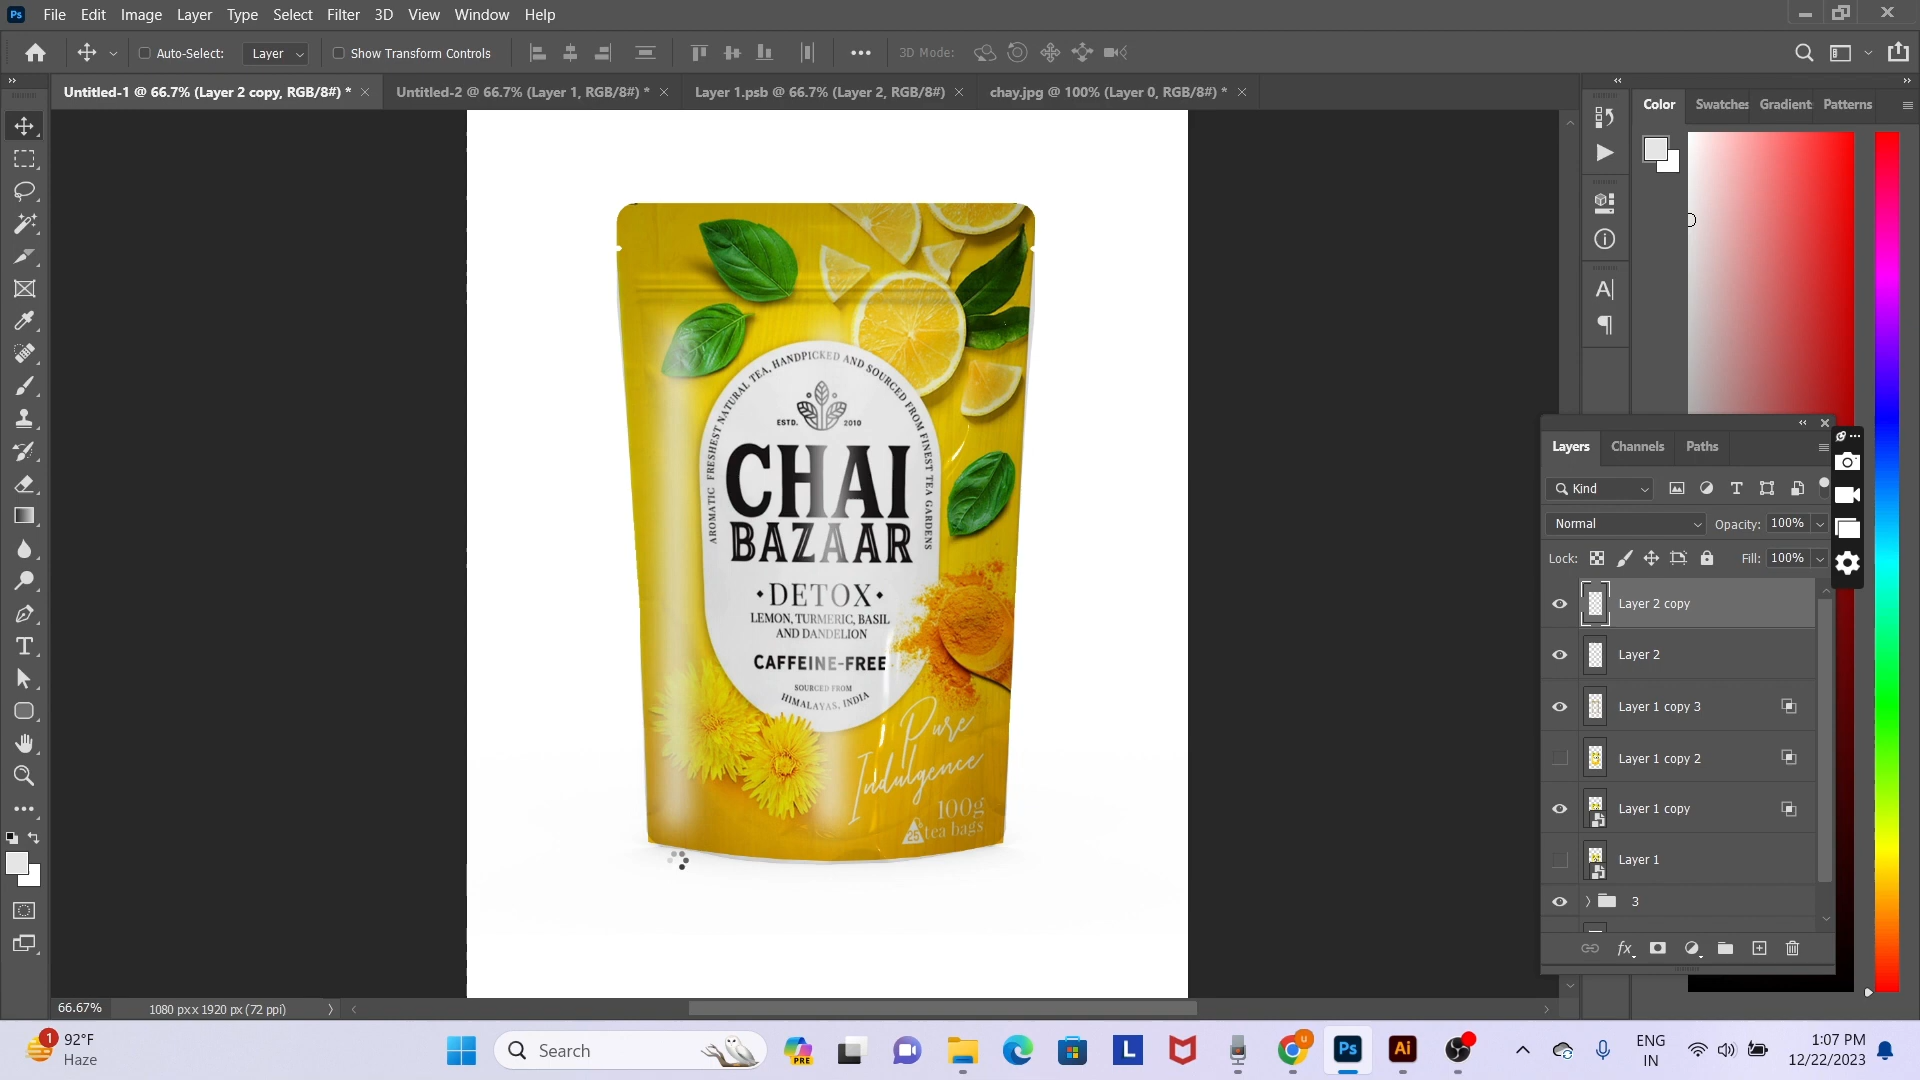 Ps File Edit Image Layer Type Select Filter 3D View Window Help
Auto-Select: Layer Show Transform Controls 3D Mode:
Untitled-1 @ 66.7% (Layer 2 copy, RGB/8#) * Untitled-2 @ 66.7% (Layer 1, RGB/8#) * Layer 1.psb @ 66.7% (Layer 2, RGB/8#) chay.jpg @ 100% (Layer 0, RGB/8#) *
Color Swatches Gradient Patterns
AROMATIC FRESHEST NATURAL TEA, HANDPICKED AND SOURCED FROM FINEST TEA GARDENS
ESTD. 2010
CHAI
BAZAAR
•DETOX•
LEMON, TURMERIC, BASIL
AND DANDELION
CAFFEINE-FREE
SOURCED FROM
HIMALAYAS, INDIA
Pure
Indulgence
100g
25 tea bags
Layers Channels Paths
Kind
Normal Opacity: 100%
Lock: Fill: 100%
Layer 2 copy
Layer 2
Layer 1 copy 3
Layer 1 copy 2
Layer 1 copy
Layer 1
3
fx
66.67% 1080 px x 1920 px (72 ppi)
1 92°F
Haze
Search
PRE
L
u
Ps
Ai
ENG
IN
1:07 PM
12/22/2023